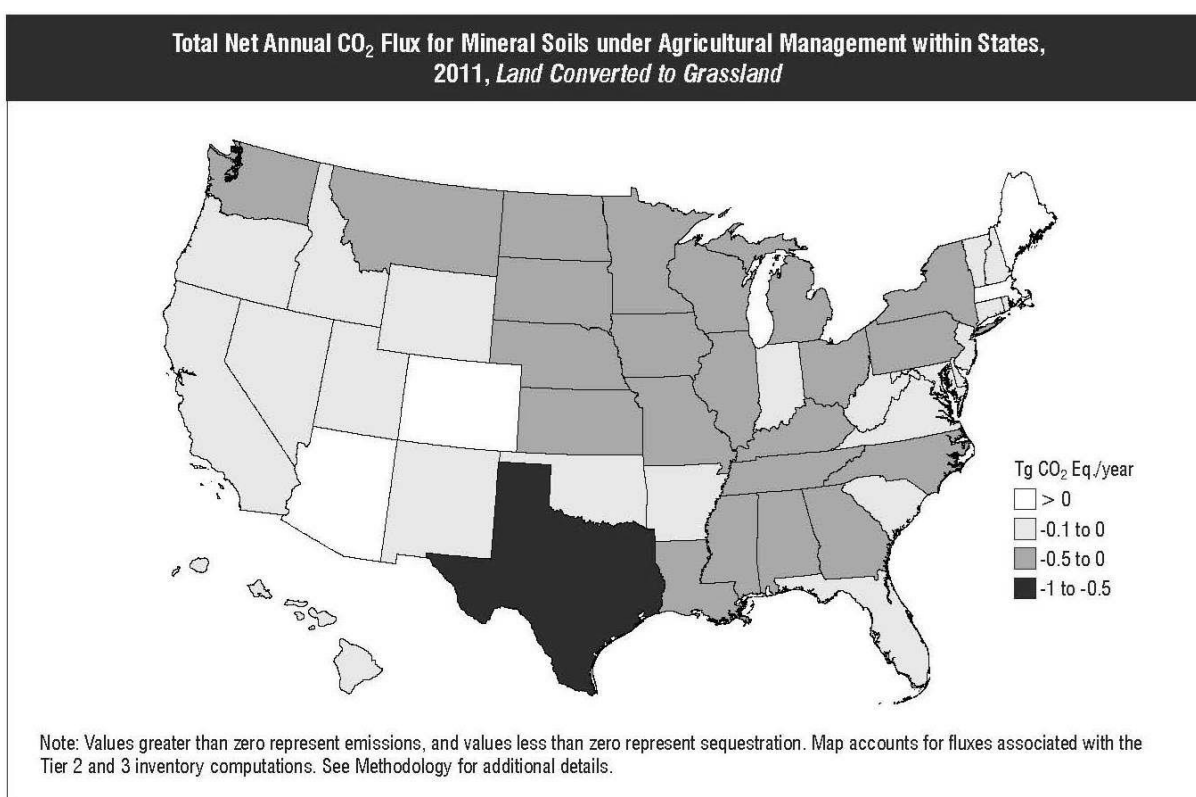 Total Net Annual CO₂ Flux for Mineral Soils under Agricultural Management within States,
2011, Land Converted to Grassland
Tg CO₂ Eq./year
> 0
-0.1 to 0
-0.5 to 0
-1 to -0.5
Note: Values greater than zero represent emissions, and values less than zero represent sequestration. Map accounts for fluxes associated with the
Tier 2 and 3 inventory computations. See Methodology for additional details.